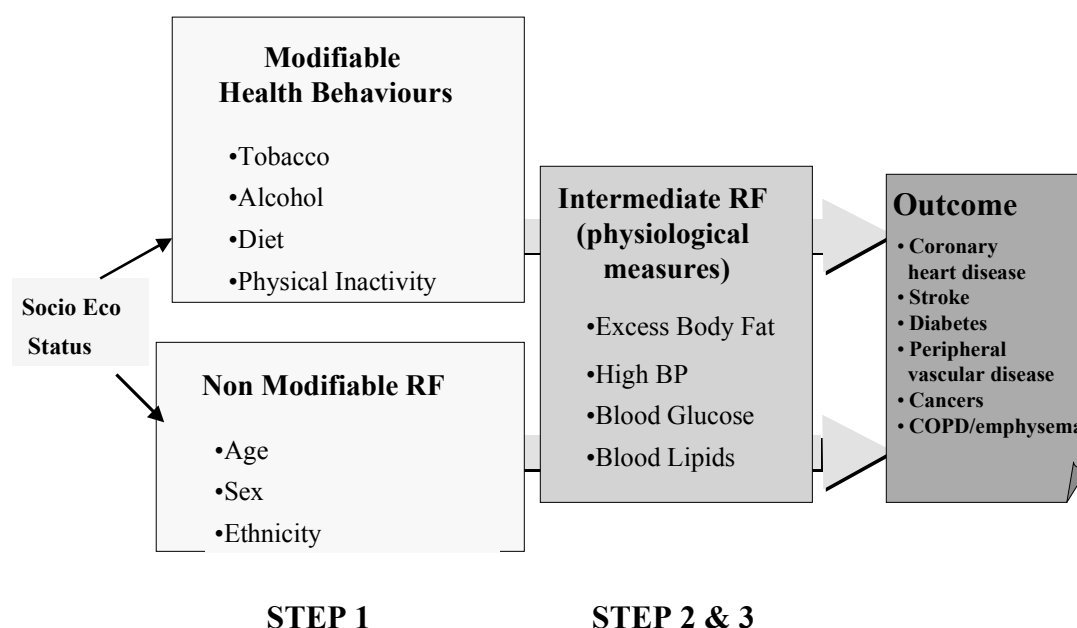 Modifiable
Health Behaviours
•Tobacco
•Alcohol
•Diet
•Physical Inactivity
Socio Eco
Status
Non Modifiable RF
•Age
•Sex
•Ethnicity
Intermediate RF
(physiological
measures)
•Excess Body Fat
•High BP
•Blood Glucose
•Blood Lipids
Outcome
• Coronary
heart disease
• Stroke
• Diabetes
• Peripheral
vascular disease
• Cancers
• COPD/emphysema
STEP 1
STEP 2 & 3